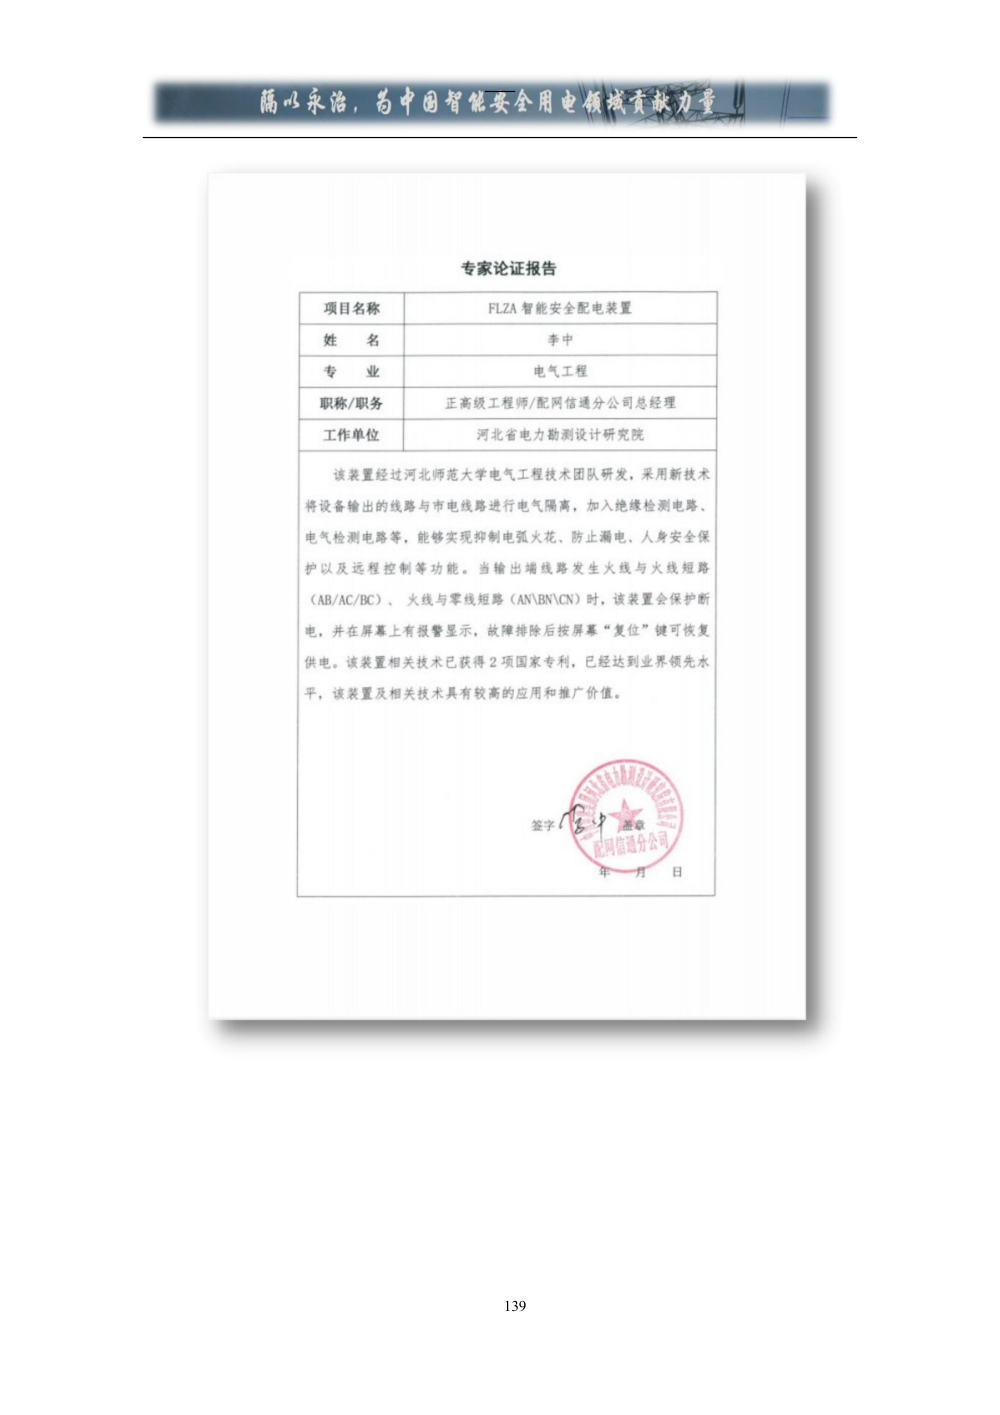 隔以永治，为中国智能安全用电领域贡献力量
专家论证报告
项目名称 FLZA 智能安全配电装置
姓 名 李中
专 业 电气工程
职称/职务 正高级工程师/配网信通分公司总经理
工作单位 河北省电力勘测设计研究院
该装置经过河北师范大学电气工程技术团队研发，采用新技术
将设备输出的线路与市电线路进行电气隔离，加入绝缘检测电路、
电气检测电路等，能够实现抑制电弧火花、防止漏电、人身安全保
护以及远程控制等功能。当输出端线路发生火线与火线短路
（AB/AC/BC）、火线与零线短路（AN\BN\CN）时，该装置会保护断
电，并在屏幕上有报警显示，故障排除后按屏幕“复位”键可恢复
供电。该装置相关技术已获得 2 项国家专利，已经达到业界领先水
平，该装置及相关技术具有较高的应用和推广价值。
签字 李中 盖章
配网信通分公司
年 月 日
139